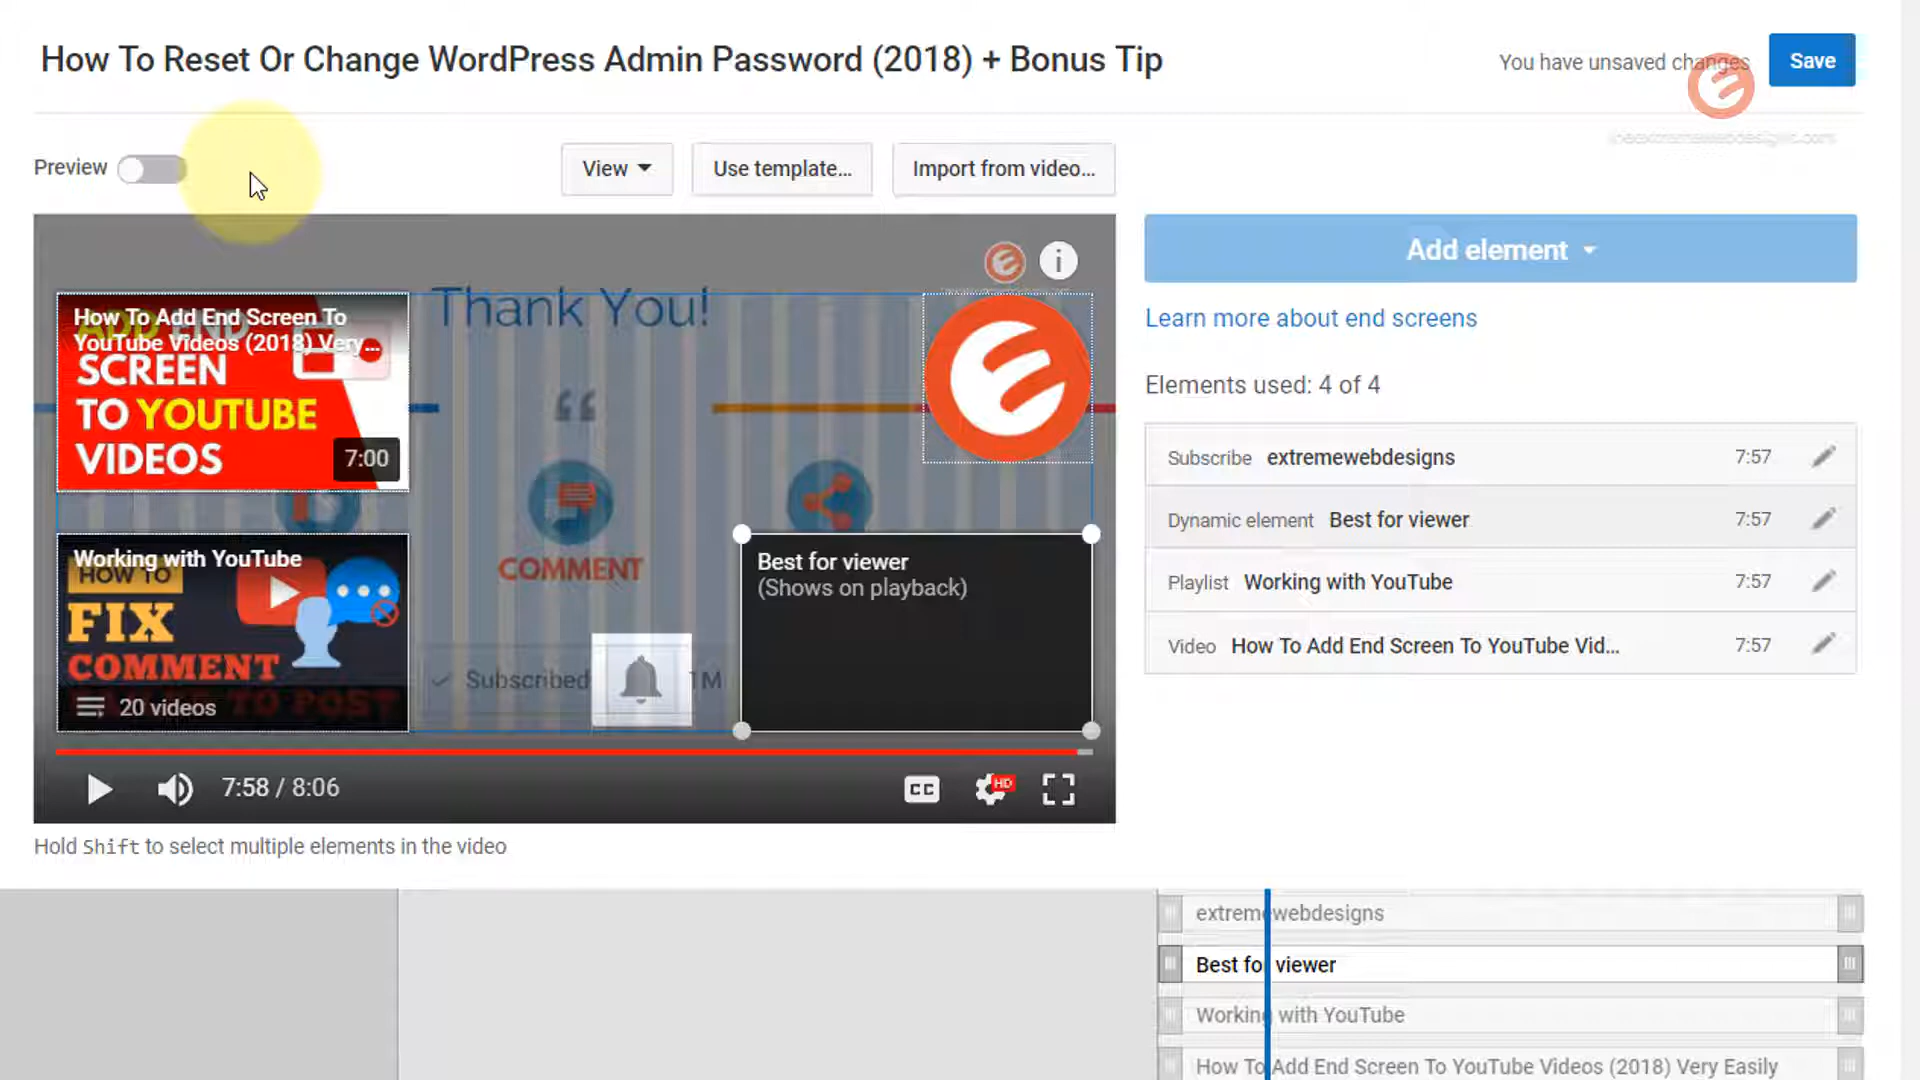 How To Reset Or Change WordPress Admin Password (2018) + Bonus Tip
You have unsaved changes
Save
Preview
View
Use template...
Import from video...
Add element
Learn more about end screens
Elements used: 4 of 4
Subscribe extremewebdesigns 7:57
Dynamic element Best for viewer 7:57
Playlist Working with YouTube 7:57
Video How To Add End Screen To YouTube Vid... 7:57
Thank You!
How To Add End Screen To
YouTube Videos (2018) Very...
ADD END
SCREEN
TO YOUTUBE
VIDEOS
7:00
COMMENT
Working with YouTube
HOW TO
FIX
COMMENT
TO POST
20 videos
Subscribed
1M
Best for viewer
(Shows on playback)
7:58 / 8:06
CC
HD
Hold Shift to select multiple elements in the video
extremewebdesigns
Best for viewer
Working with YouTube
How To Add End Screen To YouTube Videos (2018) Very Easily